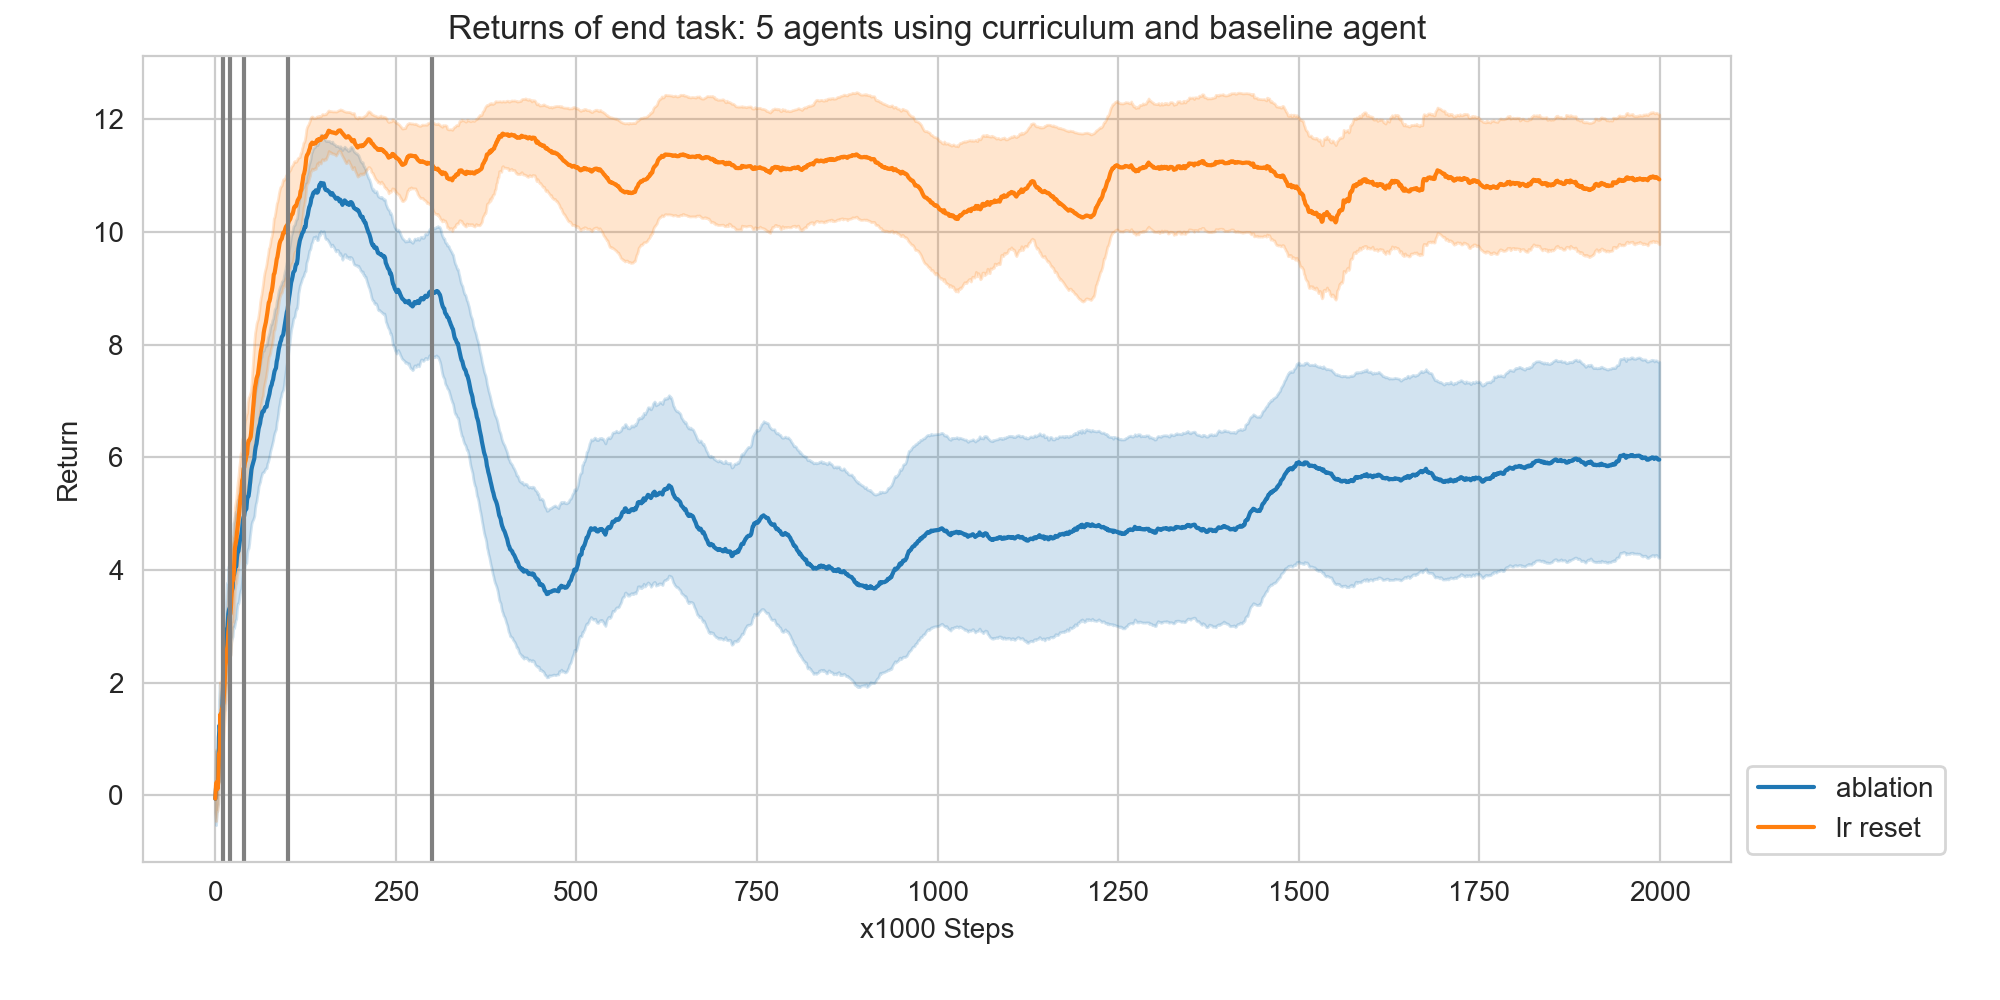 Returns of end task: 5 agents using curriculum and baseline agent
12
10
8
6
4
2
0
Return
0 250 500 750 1000 1250 1500 1750 2000
x1000 Steps
ablation
lr reset